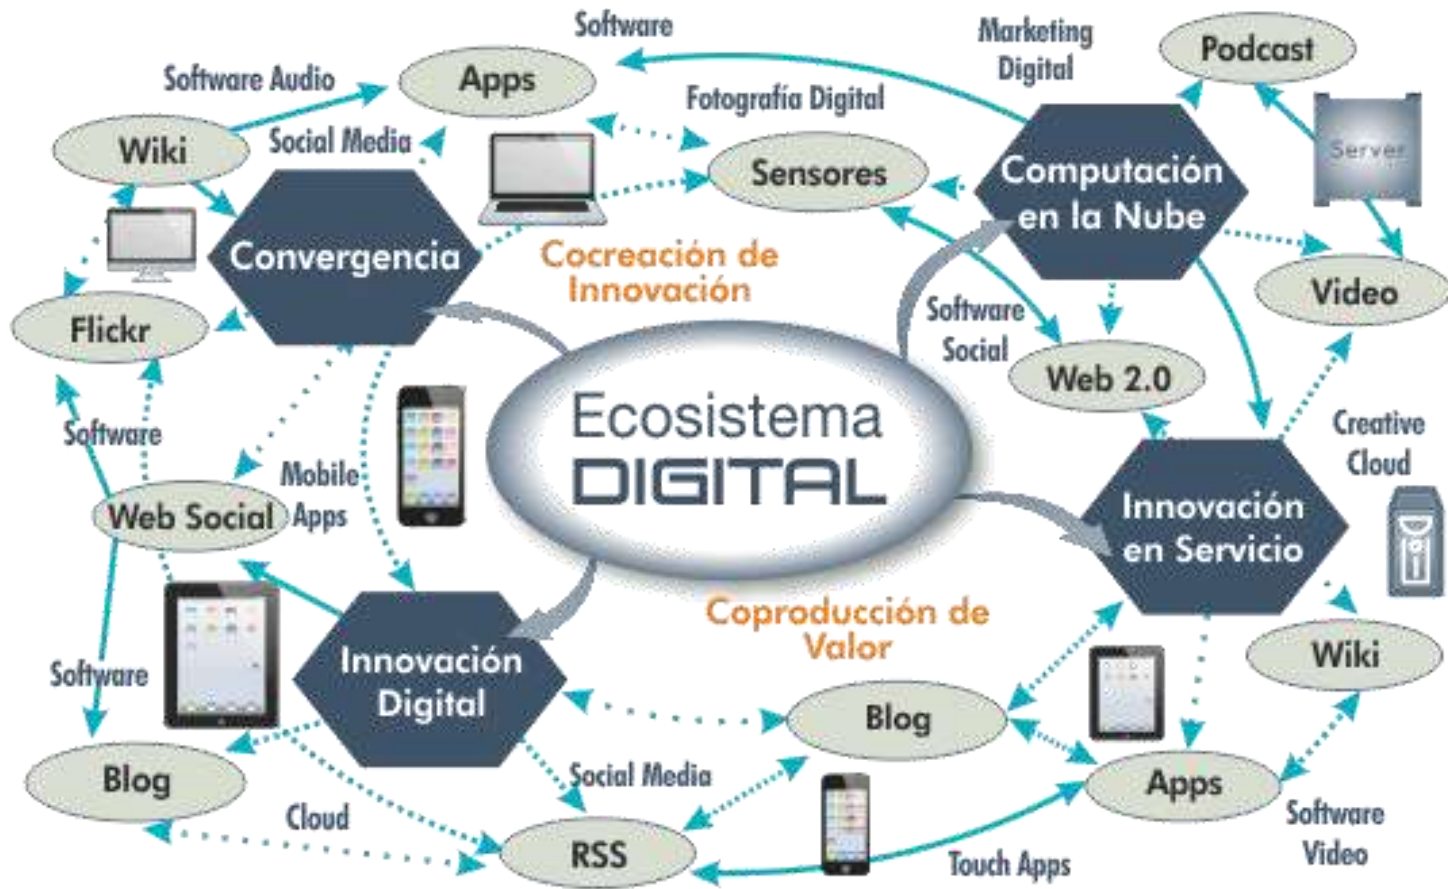 Software
Marketing
Digital
Podcast
Apps
Software Audio
Fotografía Digital
Server
Wiki
Social Media
Sensores
Computación
en la Nube
Convergencia
Cocreación de
Innovación
Video
Flickr
Software
Social
Web 2.0
Ecosistema
DIGITAL
Software
Creative
Cloud
Mobile
Apps
Web Social
Innovación
en Servicio
Coproducción de
Valor
Wiki
Innovación
Digital
Software
Blog
Blog
Social Media
Apps
Cloud
Software
Video
RSS
Touch Apps